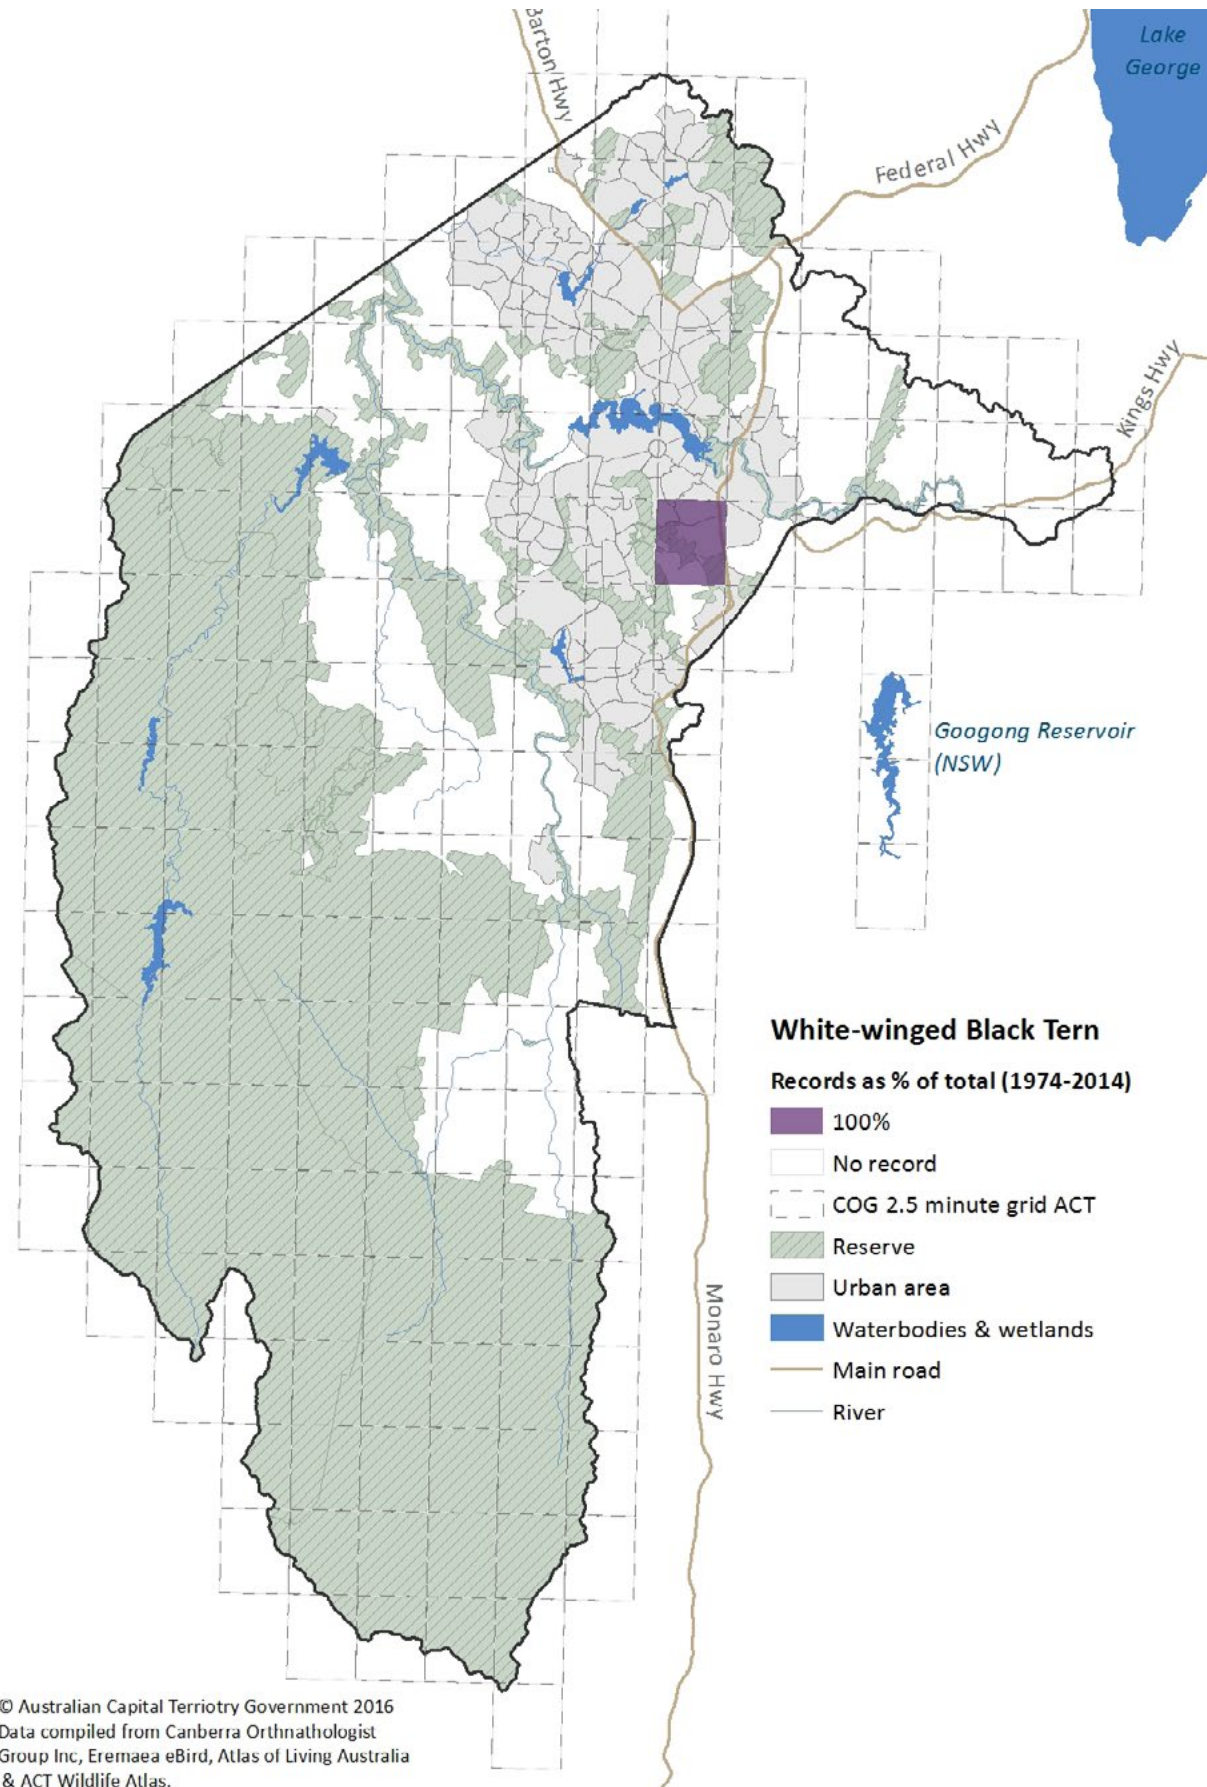 Barton Hwy
Lake
George
Federal Hwy
Kings Hwy
Googong Reservoir
(NSW)
White-winged Black Tern
Records as % of total (1974-2014)
100%
No record
COG 2.5 minute grid ACT
Reserve
Urban area
Waterbodies & wetlands
Main road
River
Monaro Hwy
© Australian Capital Terriotry Government 2016
Data compiled from Canberra Orthnathologist
Group Inc, Eremaea eBird, Atlas of Living Australia
& ACT Wildlife Atlas.